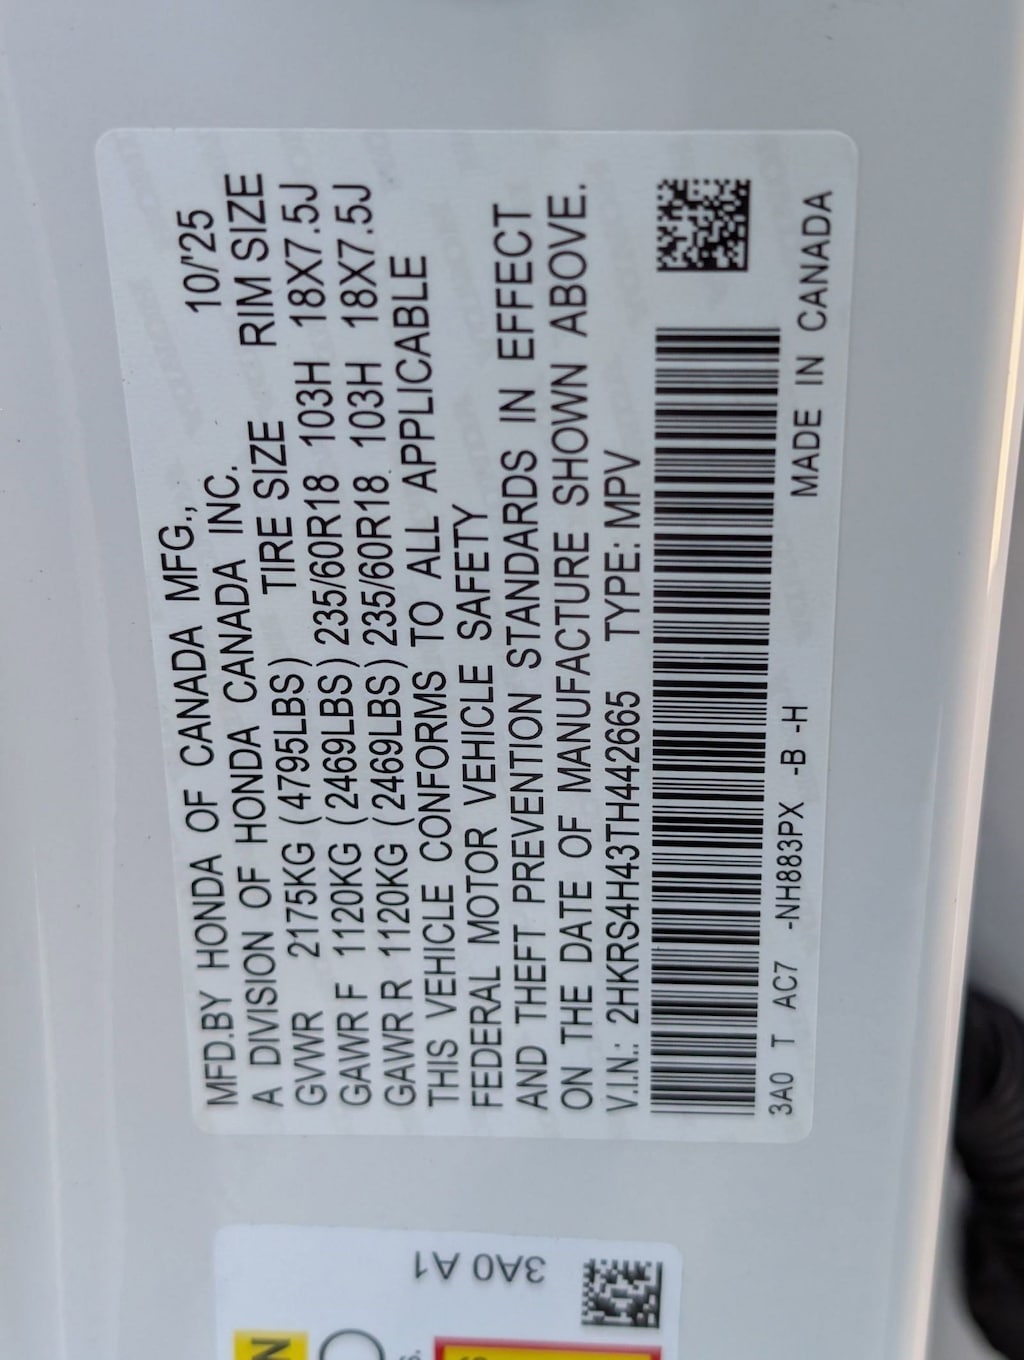 MFD.BY HONDA OF CANADA MFG., 10/'25
A DIVISION OF HONDA CANADA INC.
GVWR 2175KG (4795LBS) TIRE SIZE RIM SIZE
GAWR F 1120KG (2469LBS) 235/60R18 103H 18X7.5J
GAWR R 1120KG (2469LBS) 235/60R18 103H 18X7.5J
THIS VEHICLE CONFORMS TO ALL APPLICABLE
FEDERAL MOTOR VEHICLE SAFETY
AND THEFT PREVENTION STANDARDS IN EFFECT
ON THE DATE OF MANUFACTURE SHOWN ABOVE.
V.I.N.: 2HKRS4H43TH442665 TYPE: MPV
3A0 T AC7 -NH883PX -B -H MADE IN CANADA
3A0 A1